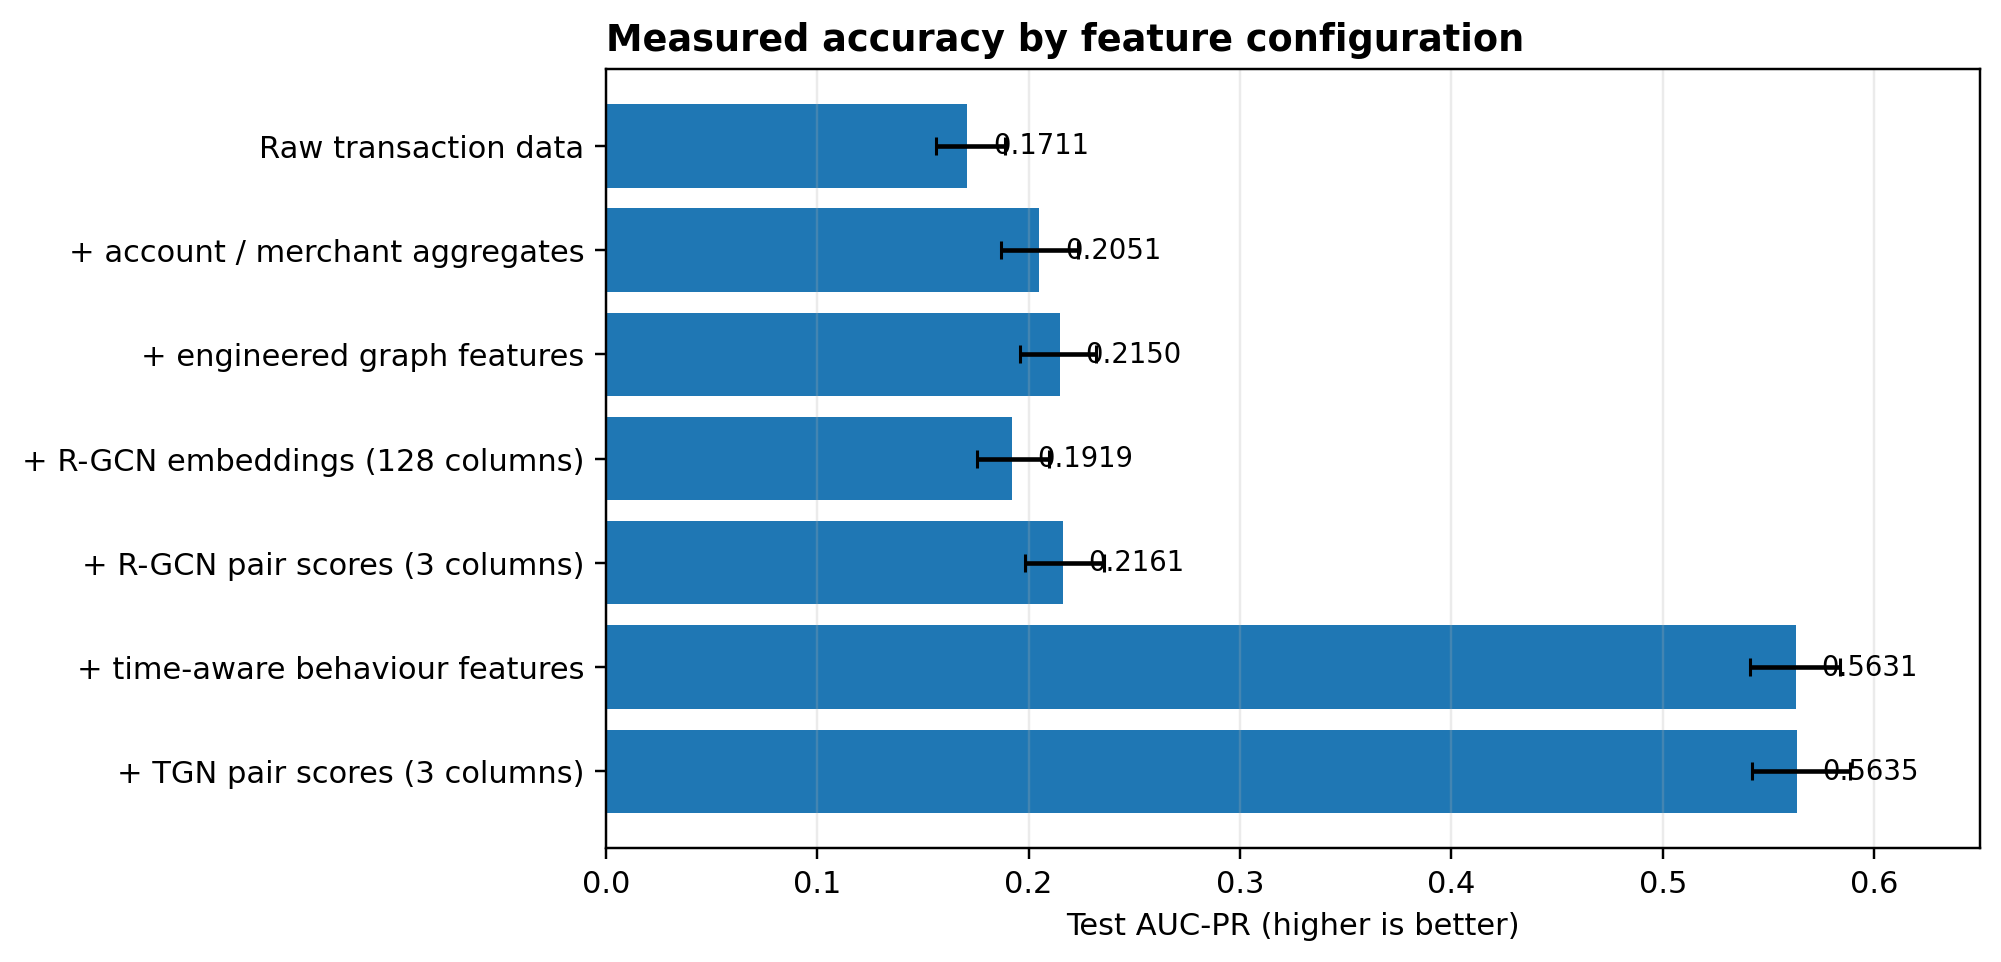 Measured accuracy by feature configuration
Raw transaction data
0.1711
+ account / merchant aggregates
0.2051
+ engineered graph features
0.2150
+ R-GCN embeddings (128 columns)
0.1919
+ R-GCN pair scores (3 columns)
0.2161
+ time-aware behaviour features
0.5631
+ TGN pair scores (3 columns)
0.5635
0.0 0.1 0.2 0.3 0.4 0.5 0.6
Test AUC-PR (higher is better)